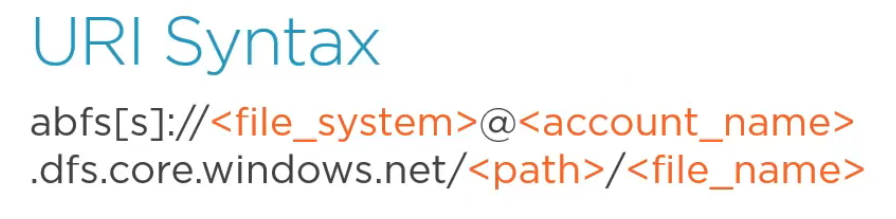 URI Syntax
abfs[s]://<file_system>@<account_name>
.dfs.core.windows.net/<path>/<file_name>